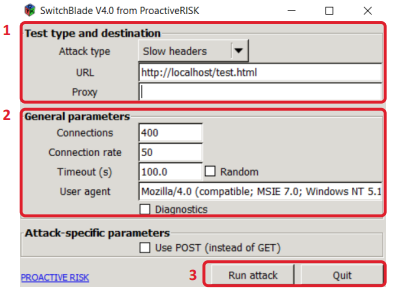 SwitchBlade V4.0 from ProactiveRISK
1
Test type and destination
Attack type Slow headers
URL http://localhost/test.html
Proxy
2
General parameters
Connections 400
Connection rate 50
Timeout (s) 100.0 Random
User agent Mozilla/4.0 (compatible; MSIE 7.0; Windows NT 5.1
Diagnostics
Attack-specific parameters
Use POST (instead of GET)
PROACTIVE RISK 3 Run attack Quit